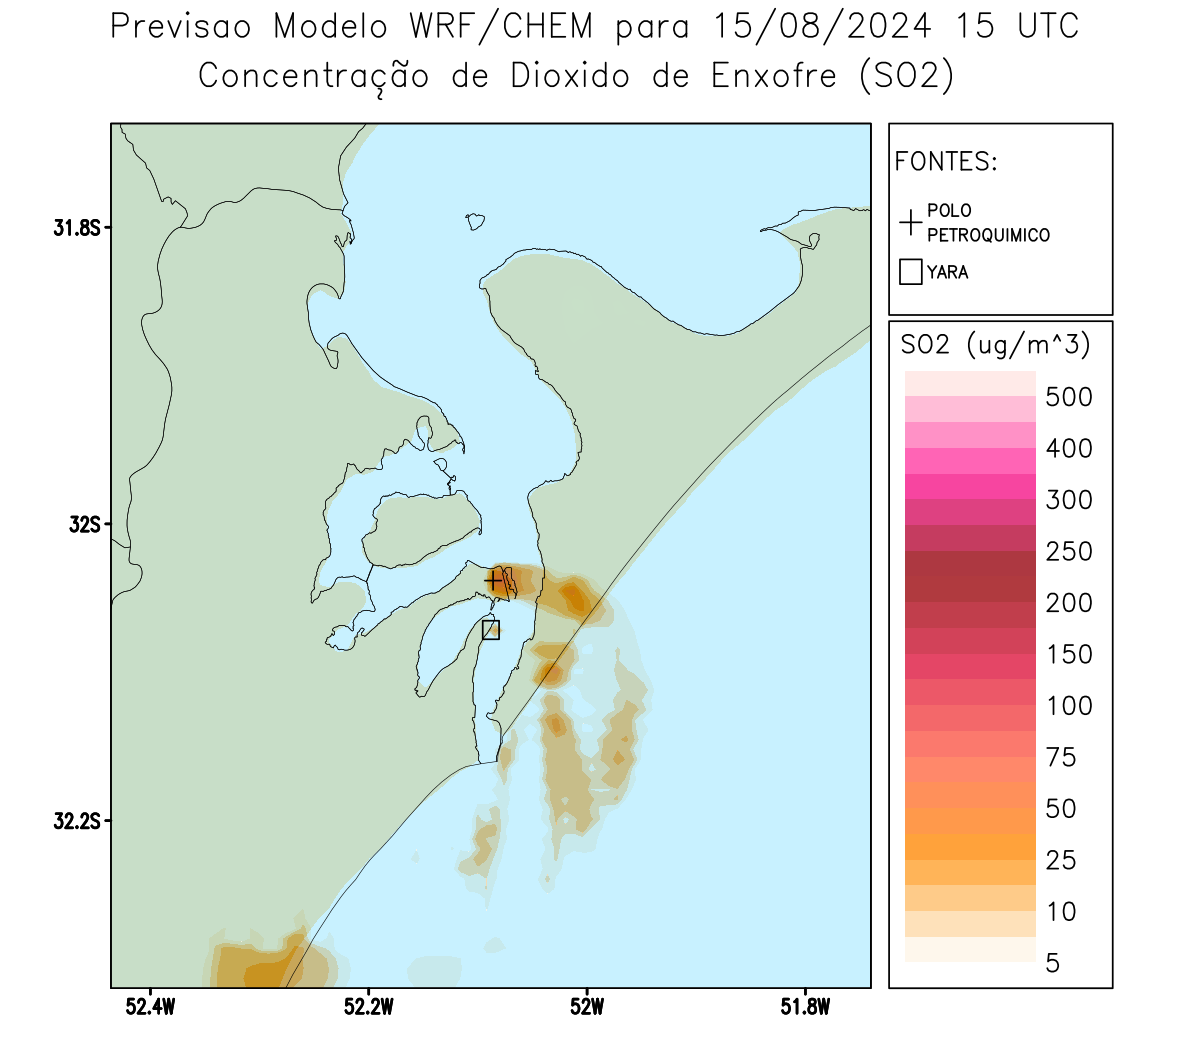 Previsao Modelo WRF/CHEM para 15/08/2024 15 UTC
Concentração de Dioxido de Enxofre (SO2)
FONTES:
POLO
PETROQUIMICO
YARA
SO2 (ug/m^3)
500
400
300
250
200
150
100
75
50
25
10
5
31.8S
32S
32.2S
52.4W
52.2W
52W
51.8W